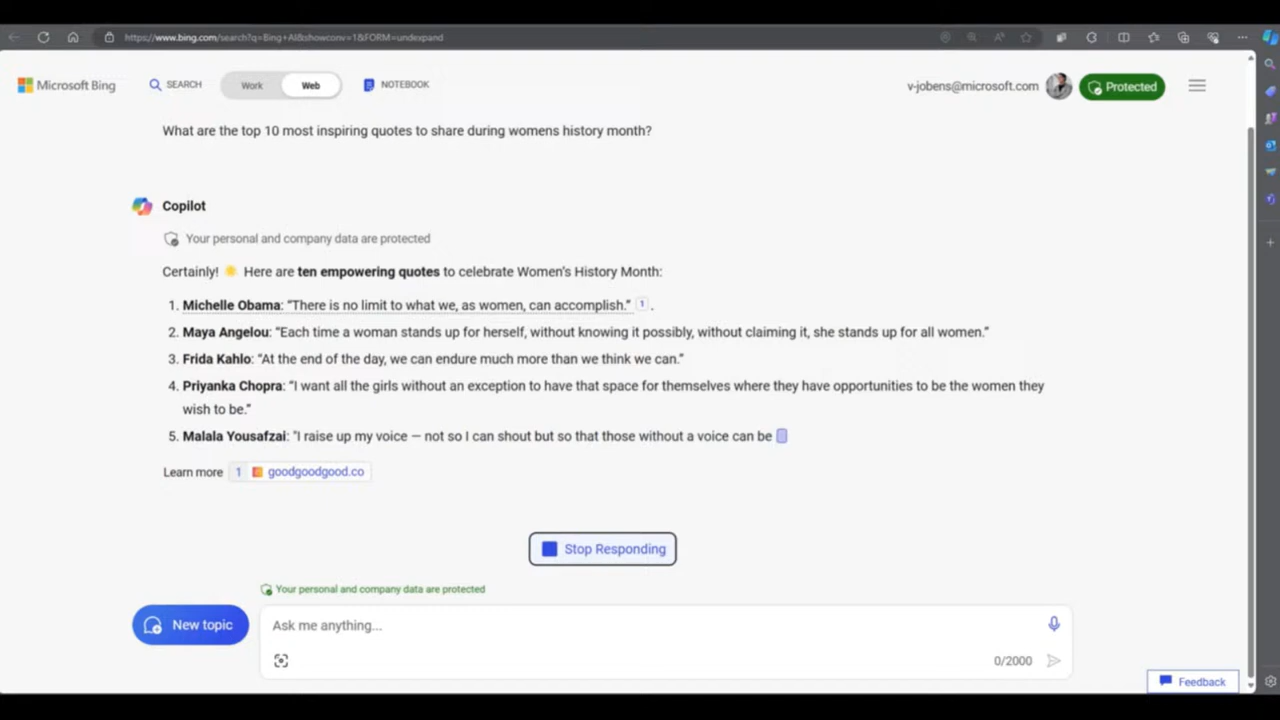 https://www.bing.com/search?q=Bing+AI&showconv=1&FORM=undexpand
Microsoft Bing
SEARCH
Work
Web
NOTEBOOK
v-jobens@microsoft.com
Protected
What are the top 10 most inspiring quotes to share during womens history month?
Copilot
Your personal and company data are protected
Certainly! Here are ten empowering quotes to celebrate Women's History Month:
1. Michelle Obama: “There is no limit to what we, as women, can accomplish.” 1 .
2. Maya Angelou: “Each time a woman stands up for herself, without knowing it possibly, without claiming it, she stands up for all women.”
3. Frida Kahlo: “At the end of the day, we can endure much more than we think we can.”
4. Priyanka Chopra: “I want all the girls without an exception to have that space for themselves where they have opportunities to be the women they
wish to be.”
5. Malala Yousafzai: "I raise up my voice — not so I can shout but so that those without a voice can be
Learn more 1 goodgoodgood.co
Stop Responding
Your personal and company data are protected
New topic
Ask me anything...
0/2000
Feedback